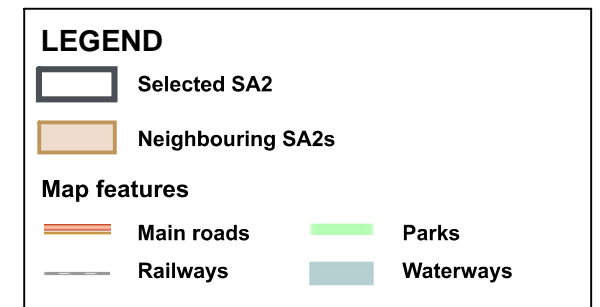 LEGEND
Selected SA2
Neighbouring SA2s
Map features
Main roads
Parks
Railways
Waterways